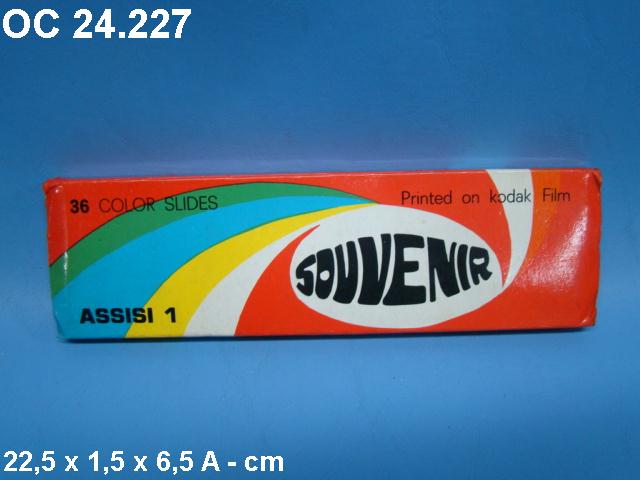 OC 24.227
36 COLOR SLIDES
Printed on kodak Film
SOUVENIR
ASSISI 1
22,5 x 1,5 x 6,5 A - cm